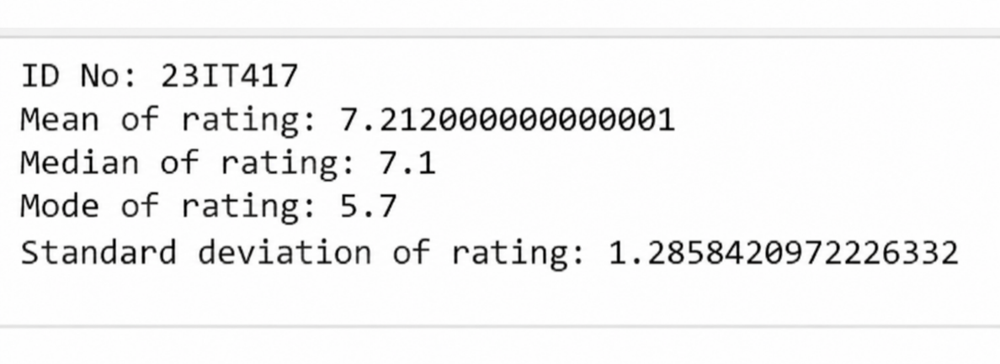 ID No: 23IT417
Mean of rating: 7.212000000000001
Median of rating: 7.1
Mode of rating: 5.7
Standard deviation of rating: 1.2858420972226332